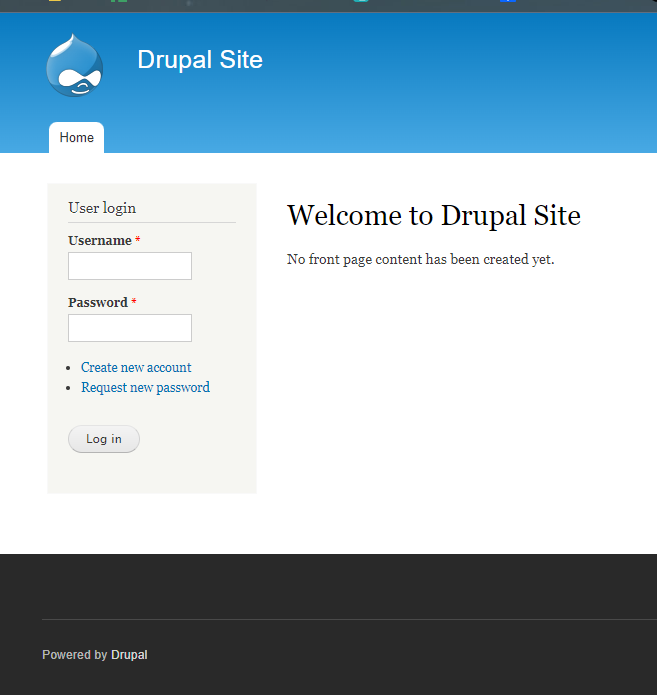 Drupal Site
Home
User login
Username *
Password *
Create new account
Request new password
Log in
Welcome to Drupal Site
No front page content has been created yet.
Powered by Drupal